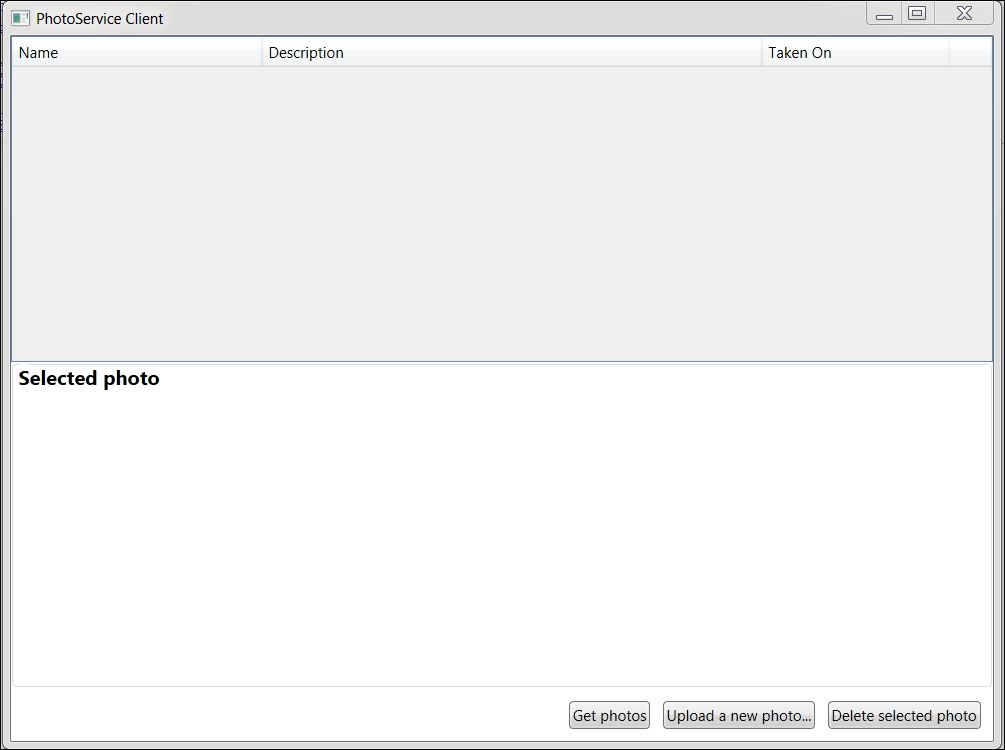 PhotoService Client
Name Description Taken On
Selected photo
Get photos Upload a new photo... Delete selected photo